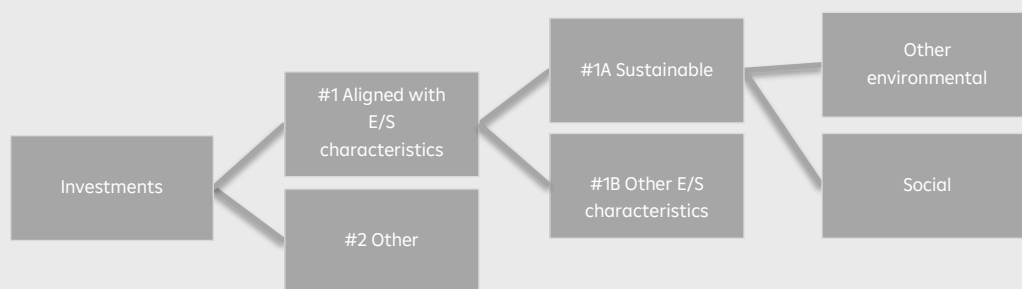 Investments
#1 Aligned with
E/S
characteristics
#2 Other
#1A Sustainable
#1B Other E/S
characteristics
Other
environmental
Social